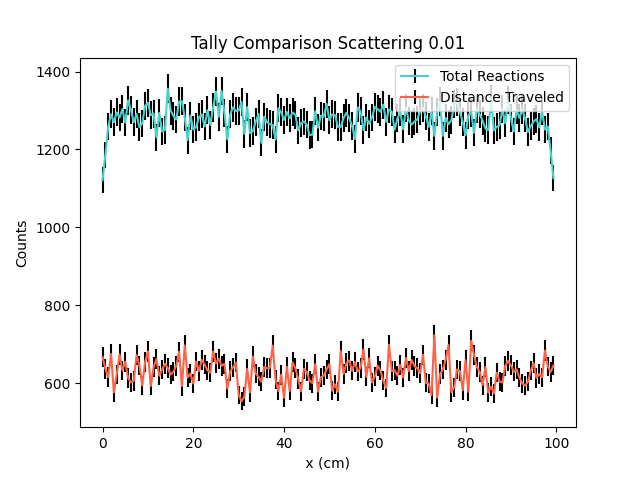 Tally Comparison Scattering 0.01
Total Reactions
Distance Traveled
Counts
1400
1200
1000
800
600
0 20 40 60 80 100
x (cm)